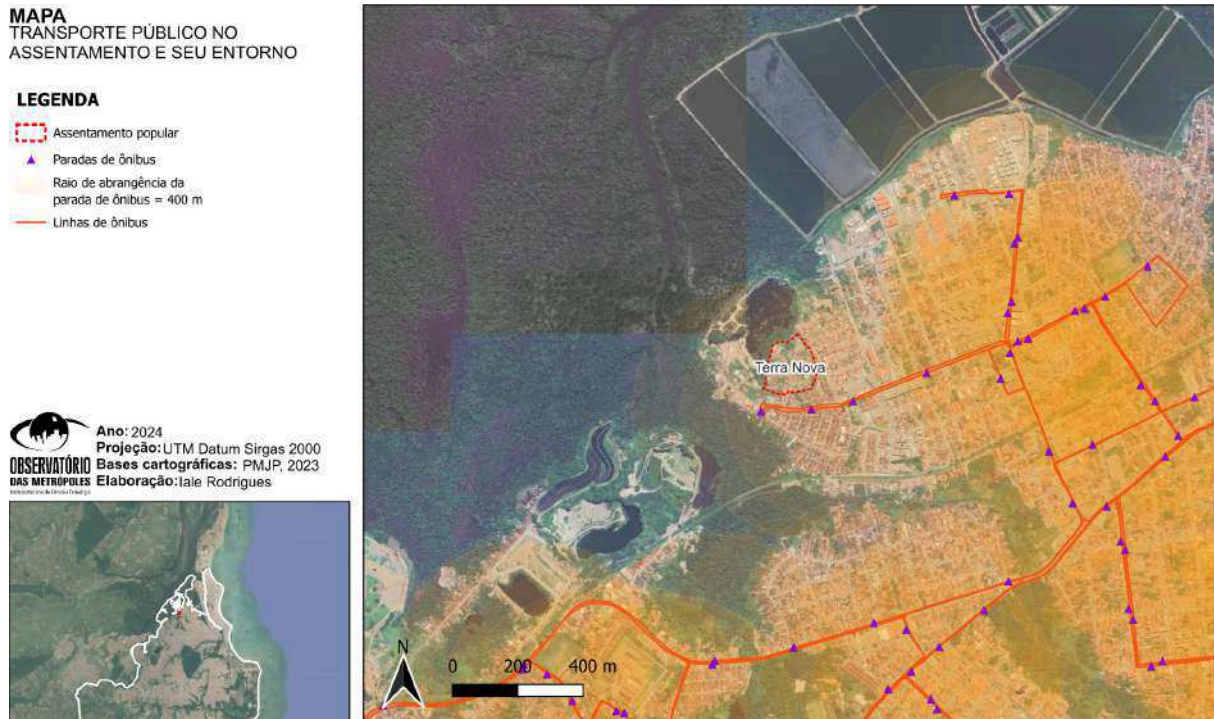 MAPA
TRANSPORTE PÚBLICO NO
ASSENTAMENTO E SEU ENTORNO
LEGENDA
Assentamento popular
Paradas de ônibus
Raio de abrangência da
parada de ônibus = 400 m
Linhas de ônibus
Terra Nova
OBSERVATÓRIO
DAS METRÓPOLES
Ano: 2024
Projeção: UTM Datum Sirgas 2000
Bases cartográficas: PMJP, 2023
Elaboração: Iale Rodrigues
N
0 200 400 m